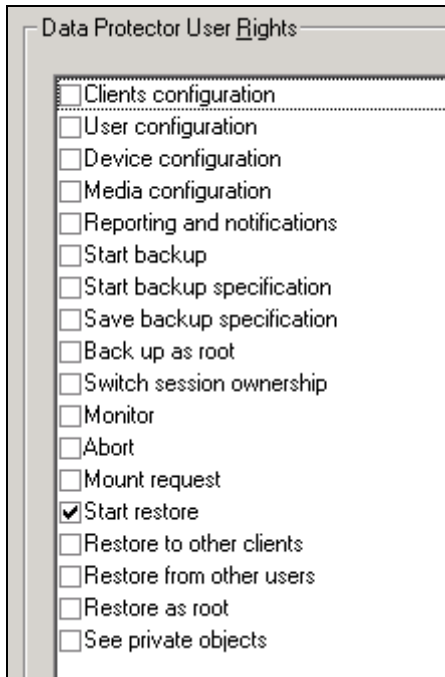 Data Protector User Rights
Clients configuration
User configuration
Device configuration
Media configuration
Reporting and notifications
Start backup
Start backup specification
Save backup specification
Back up as root
Switch session ownership
Monitor
Abort
Mount request
Start restore
Restore to other clients
Restore from other users
Restore as root
See private objects